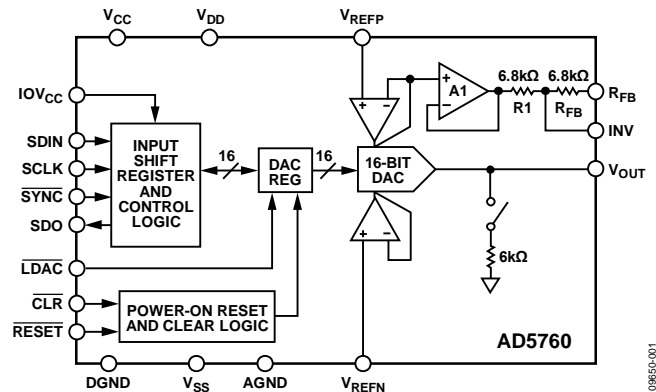 VCC
VDD
VREFP
IOVCC
SDIN
SCLK
SYNC
SDO
LDAC
CLR
RESET
INPUT
SHIFT
REGISTER
AND
CONTROL
LOGIC
16
DAC
REG
16
16-BIT
DAC
A1
6.8kΩ
R1
6.8kΩ
RFB
RFB
INV
VOUT
6kΩ
POWER-ON RESET
AND CLEAR LOGIC
AD5760
DGND
VSS
AGND
VREFN
09650-001